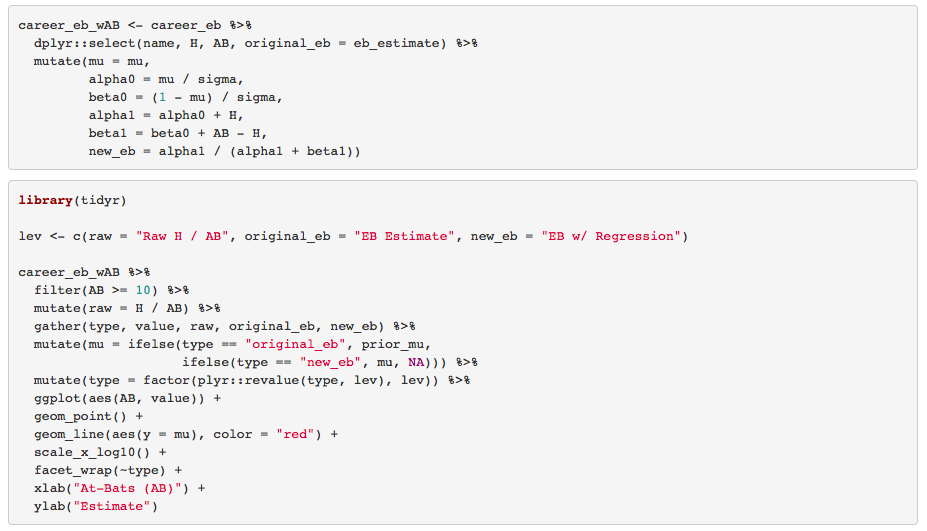 career_eb_wAB <- career_eb %>%
  dplyr::select(name, H, AB, original_eb = eb_estimate) %>%
  mutate(mu = mu,
         alpha0 = mu / sigma,
         beta0 = (1 - mu) / sigma,
         alpha1 = alpha0 + H,
         beta1 = beta0 + AB - H,
         new_eb = alpha1 / (alpha1 + beta1))
library(tidyr)
lev <- c(raw = "Raw H / AB", original_eb = "EB Estimate", new_eb = "EB w/ Regression")
career_eb_wAB %>%
  filter(AB >= 10) %>%
  mutate(raw = H / AB) %>%
  gather(type, value, raw, original_eb, new_eb) %>%
  mutate(mu = ifelse(type == "original_eb", prior_mu,
                     ifelse(type == "new_eb", mu, NA))) %>%
  mutate(type = factor(plyr::revalue(type, lev), lev)) %>%
  ggplot(aes(AB, value)) +
  geom_point() +
  geom_line(aes(y = mu), color = "red") +
  scale_x_log10() +
  facet_wrap(~type) +
  xlab("At-Bats (AB)") +
  ylab("Estimate")